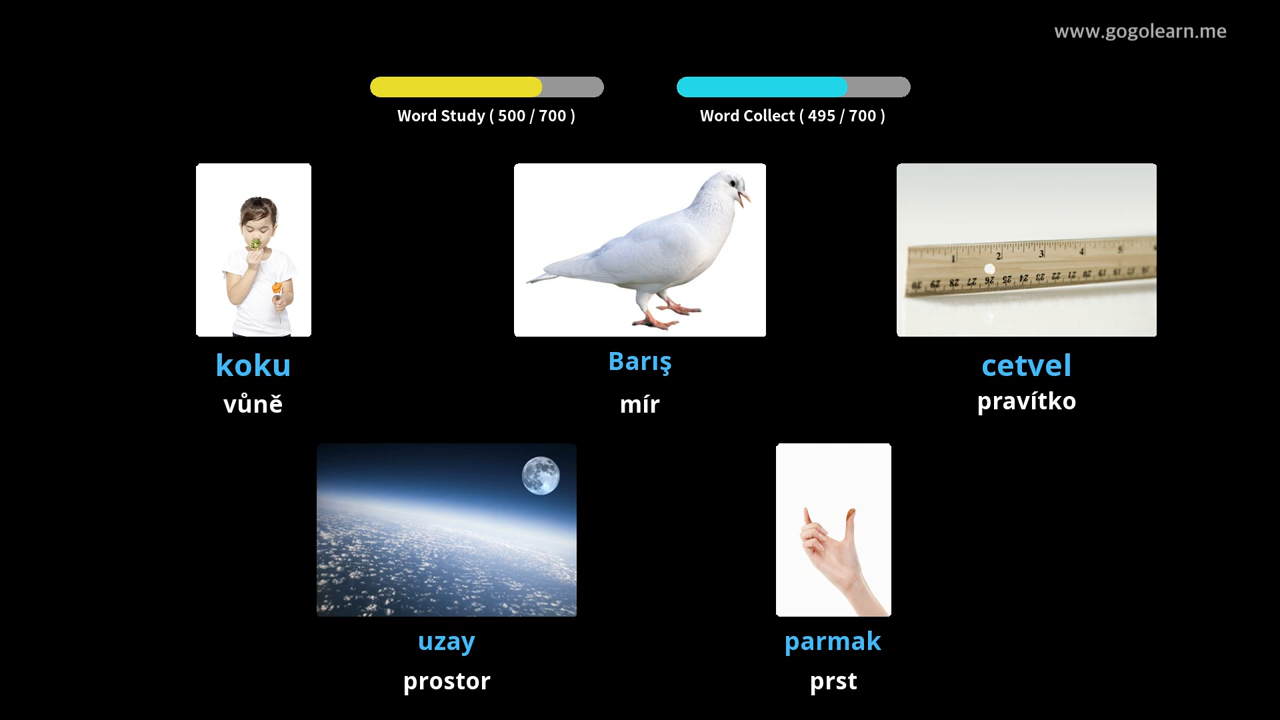 www.gogolearn.me
Word Study ( 500 / 700 )
Word Collect ( 495 / 700 )
koku
vůně
Barış
mír
cetvel
pravítko
uzay
prostor
parmak
prst